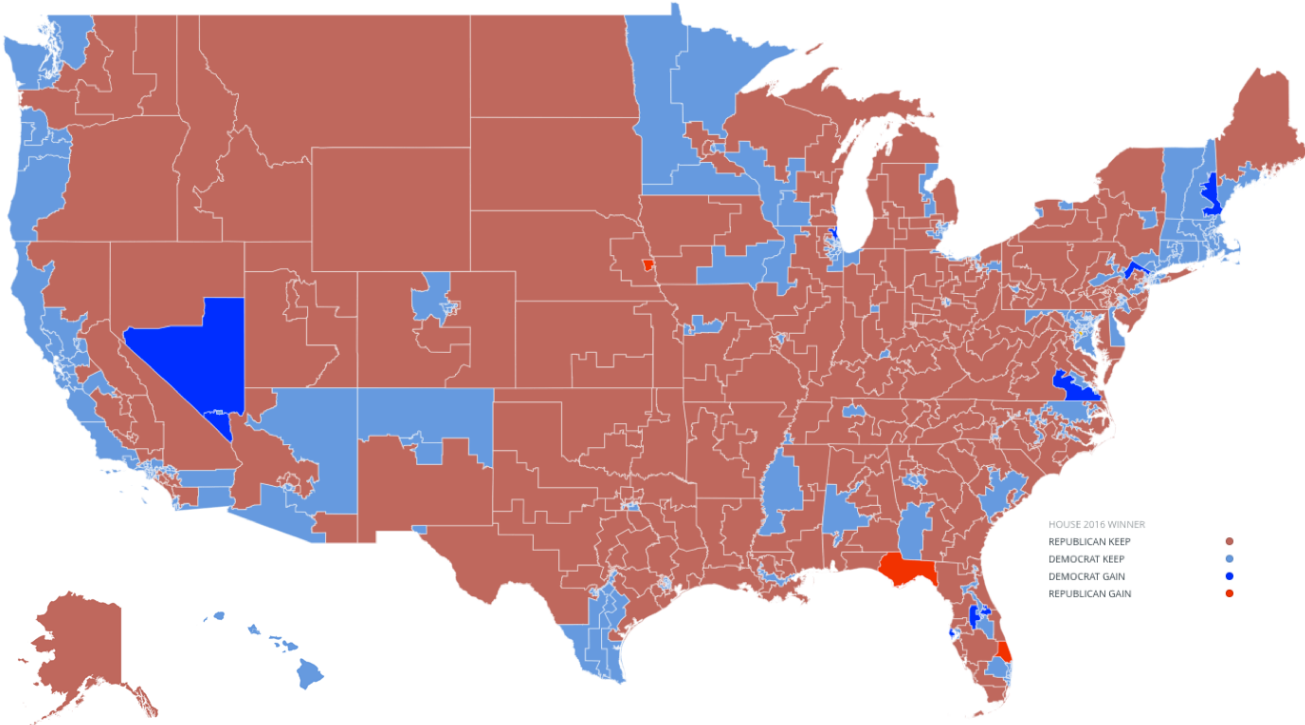 HOUSE 2016 WINNER
REPUBLICAN KEEP
DEMOCRAT KEEP
DEMOCRAT GAIN
REPUBLICAN GAIN